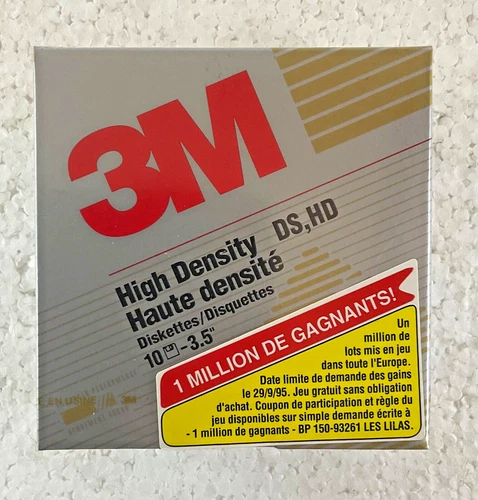 3M
High Density DS,HD
Haute densité
Diskettes/Disquettes
10 -3.5"
1 MILLION DE GAGNANTS!
Un
million de
lots mis en jeu
dans toute l'Europe.
Date limite de demande des gains
le 29/9/95. Jeu gratuit sans obligation
d'achat. Coupon de participation et règle du
jeu disponibles sur simple demande écrite à
- 1 million de gagnants - BP 150-93261 LES LILAS.
3M